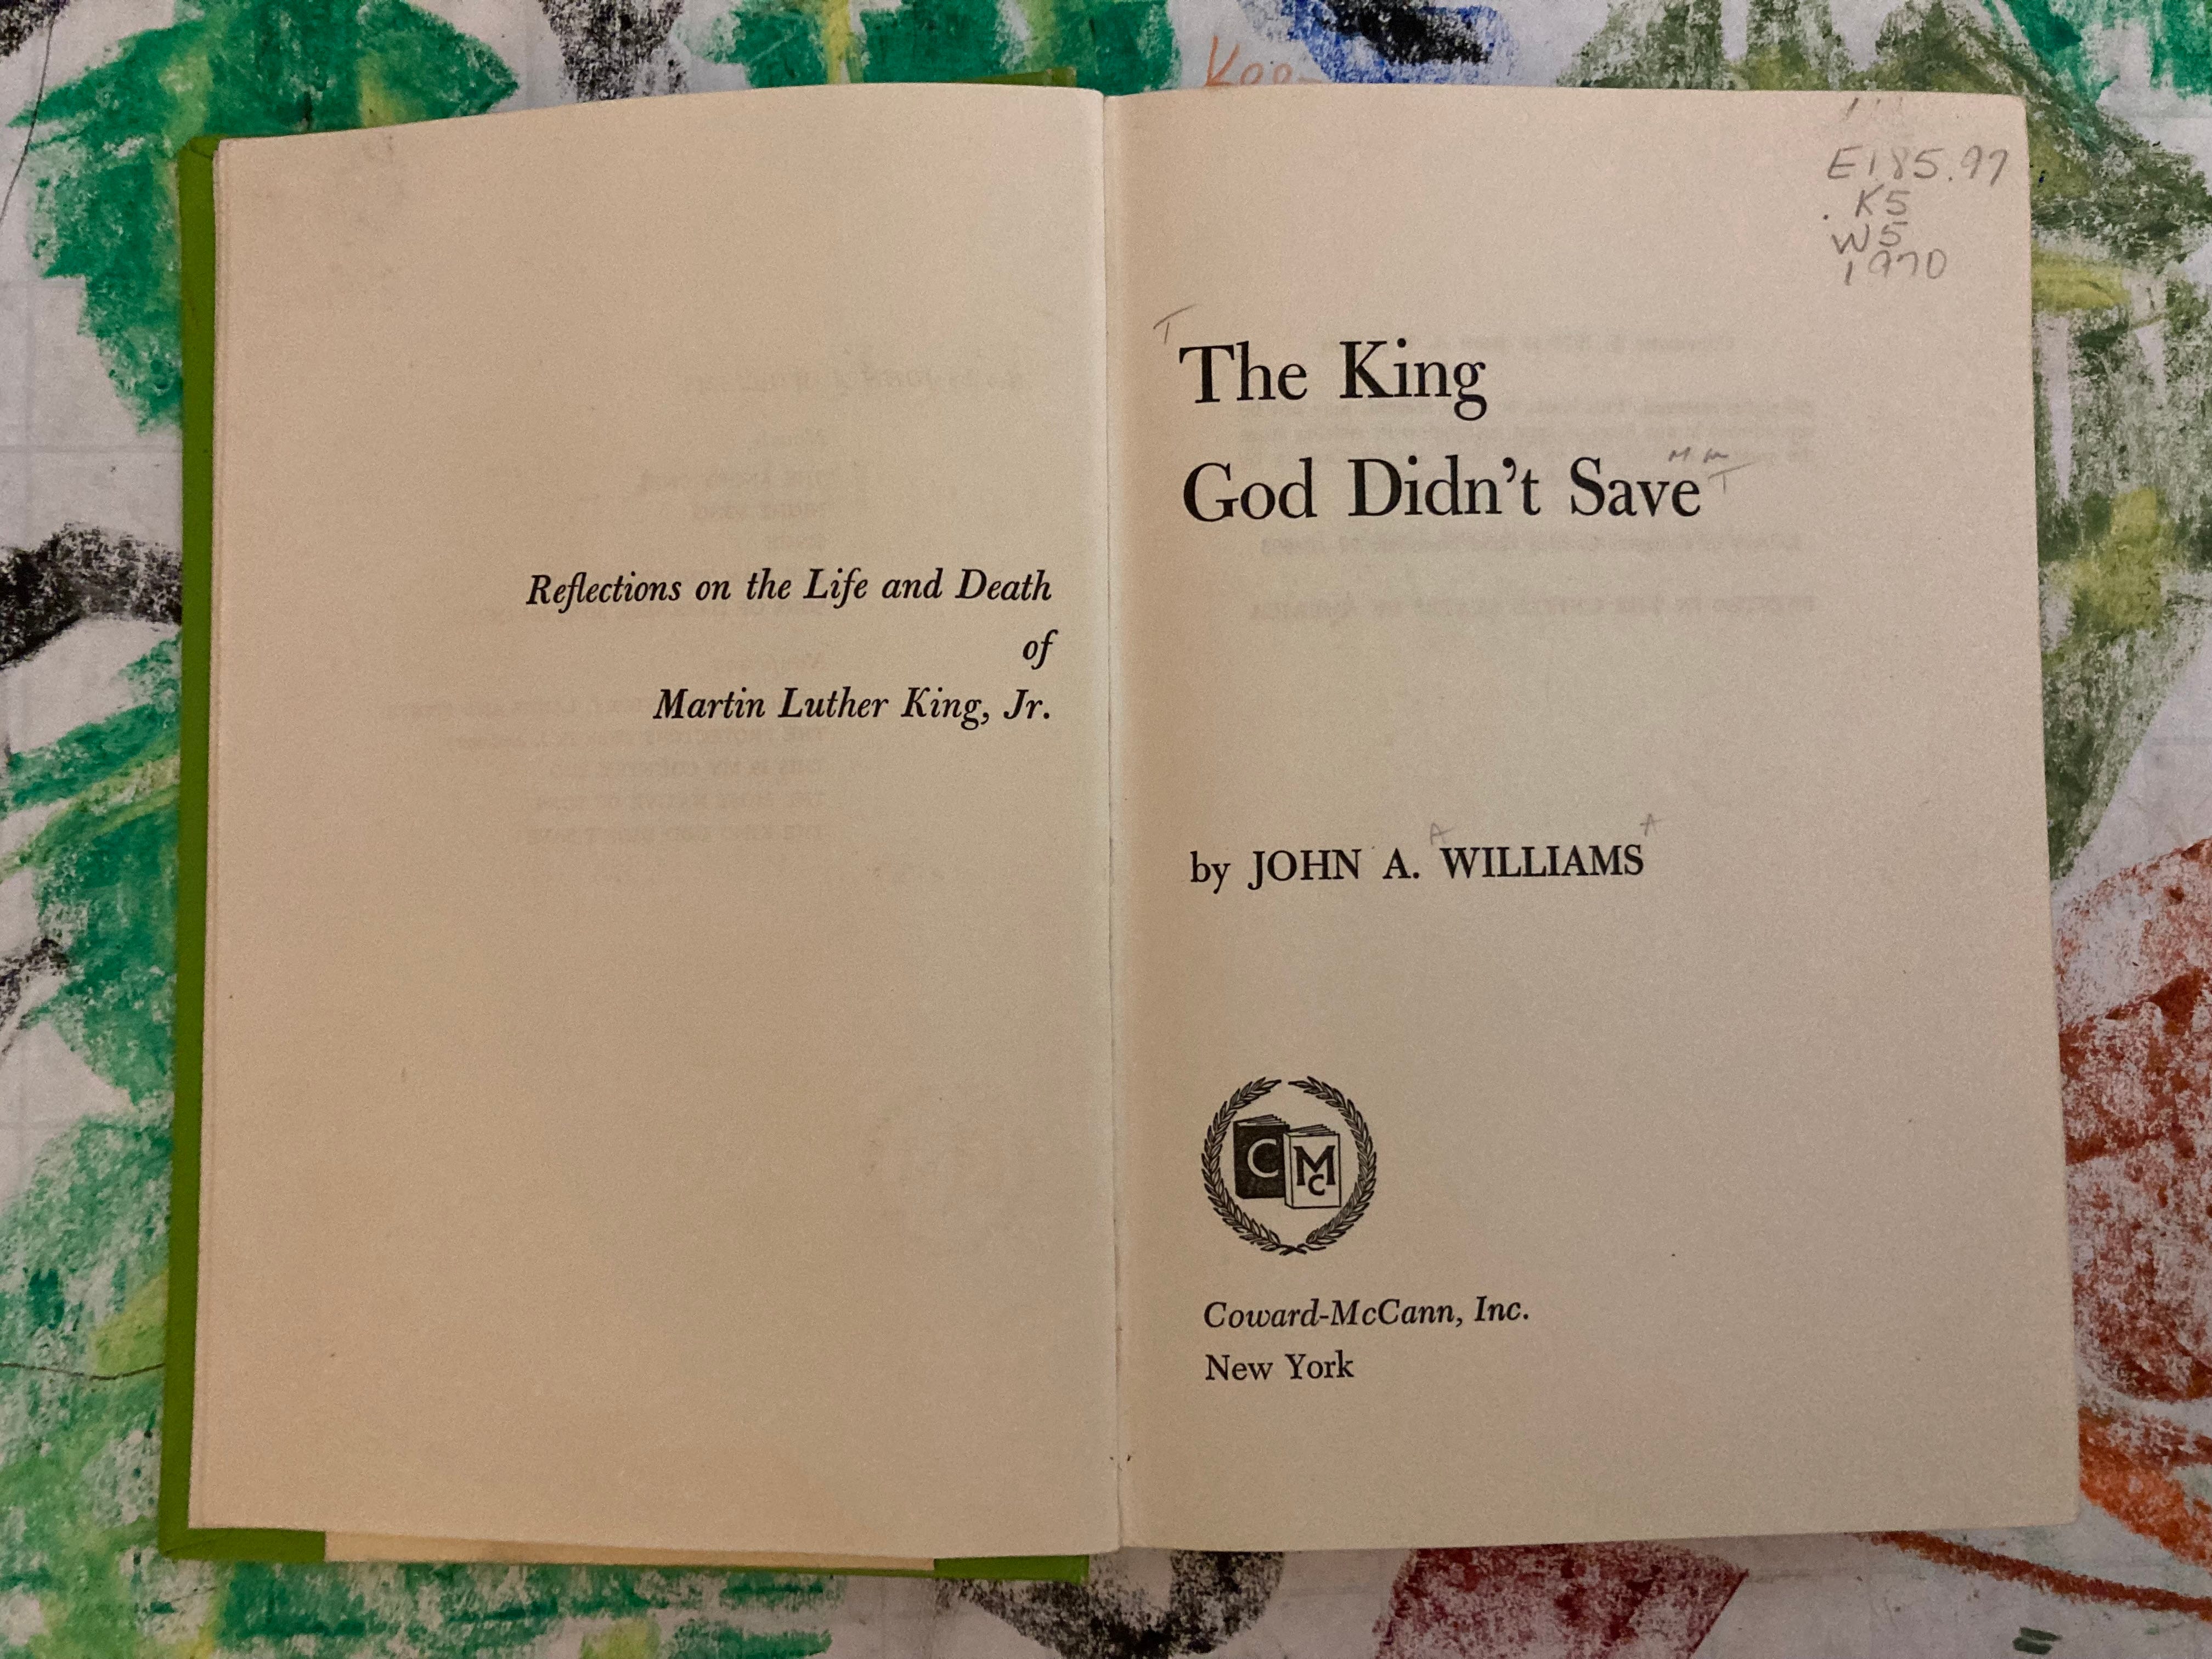 Reflections on the Life and Death
of
Martin Luther King, Jr.
E185.97
.K5
W5
1970
T
The King
God Didn't Save
T
by JOHN A. WILLIAMS
A
A
C
Mc
Coward-McCann, Inc.
New York